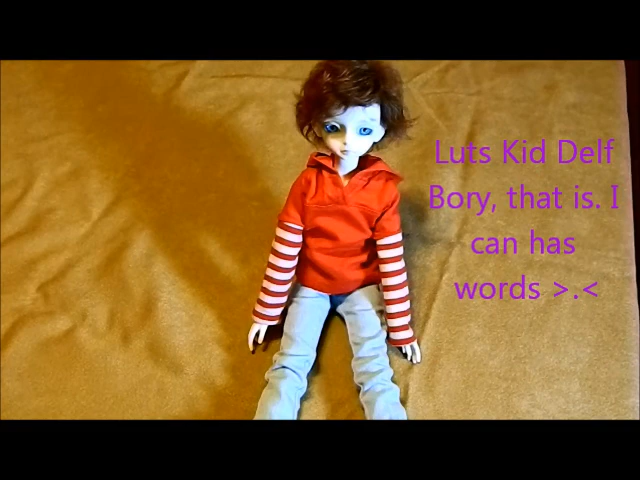 Luts Kid Delf
Bory, that is. I
can has
words >.<